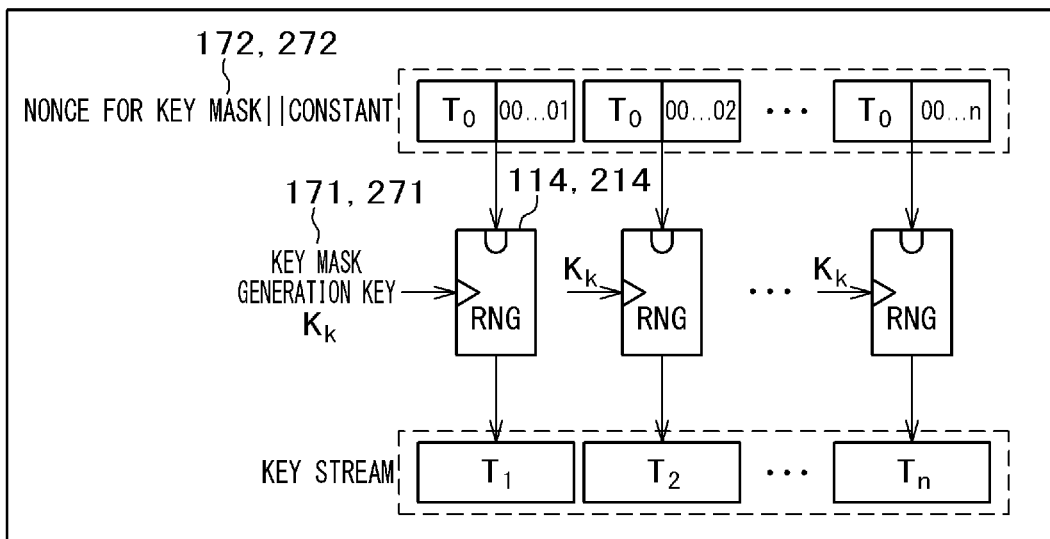 172, 272
NONCE FOR KEY MASK||CONSTANT T₀ 00...01 T₀ 00...02 ··· T₀ 00...n
171, 271 114, 214
KEY MASK
GENERATION KEY
Kₖ
RNG Kₖ RNG ··· Kₖ RNG
KEY STREAM T₁ T₂ ··· Tₙ